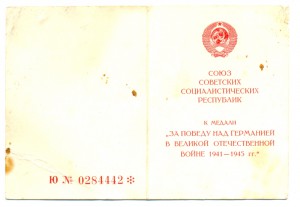 Ю № 0284442 *
СОЮЗ
СОВЕТСКИХ
СОЦИАЛИСТИЧЕСКИХ
РЕСПУБЛИК
К МЕДАЛИ
„ЗА ПОБЕДУ НАД ГЕРМАНИЕЙ
В ВЕЛИКОЙ ОТЕЧЕСТВЕННОЙ
ВОЙНЕ 1941—1945 гг."